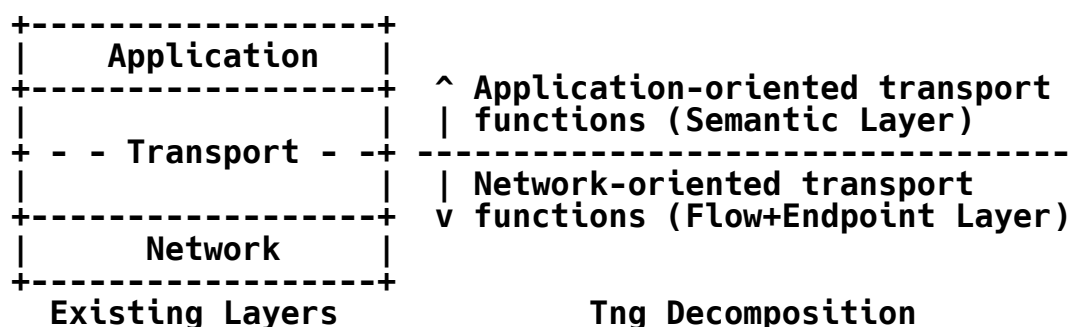 +------------------+
|    Application   |
+------------------+  ^ Application-oriented transport
|                  |  | functions (Semantic Layer)
+ - - Transport - -+ ----------------------------------
|                  |  | Network-oriented transport
+------------------+  v functions (Flow+Endpoint Layer)
|      Network     |
+------------------+
  Existing Layers             Tng Decomposition